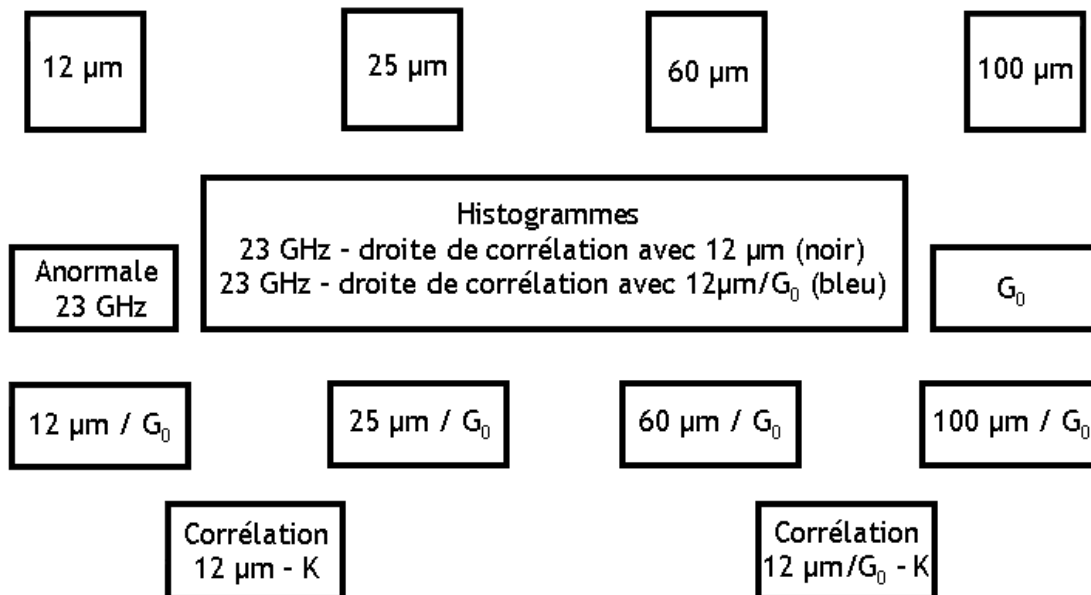 12 µm
25 µm
60 µm
100 µm
Histogrammes
23 GHz - droite de corrélation avec 12 µm (noir)
23 GHz - droite de corrélation avec 12µm/G₀ (bleu)
Anormale
23 GHz
G₀
12 µm / G₀
25 µm / G₀
60 µm / G₀
100 µm / G₀
Corrélation
12 µm - K
Corrélation
12 µm/G₀ - K